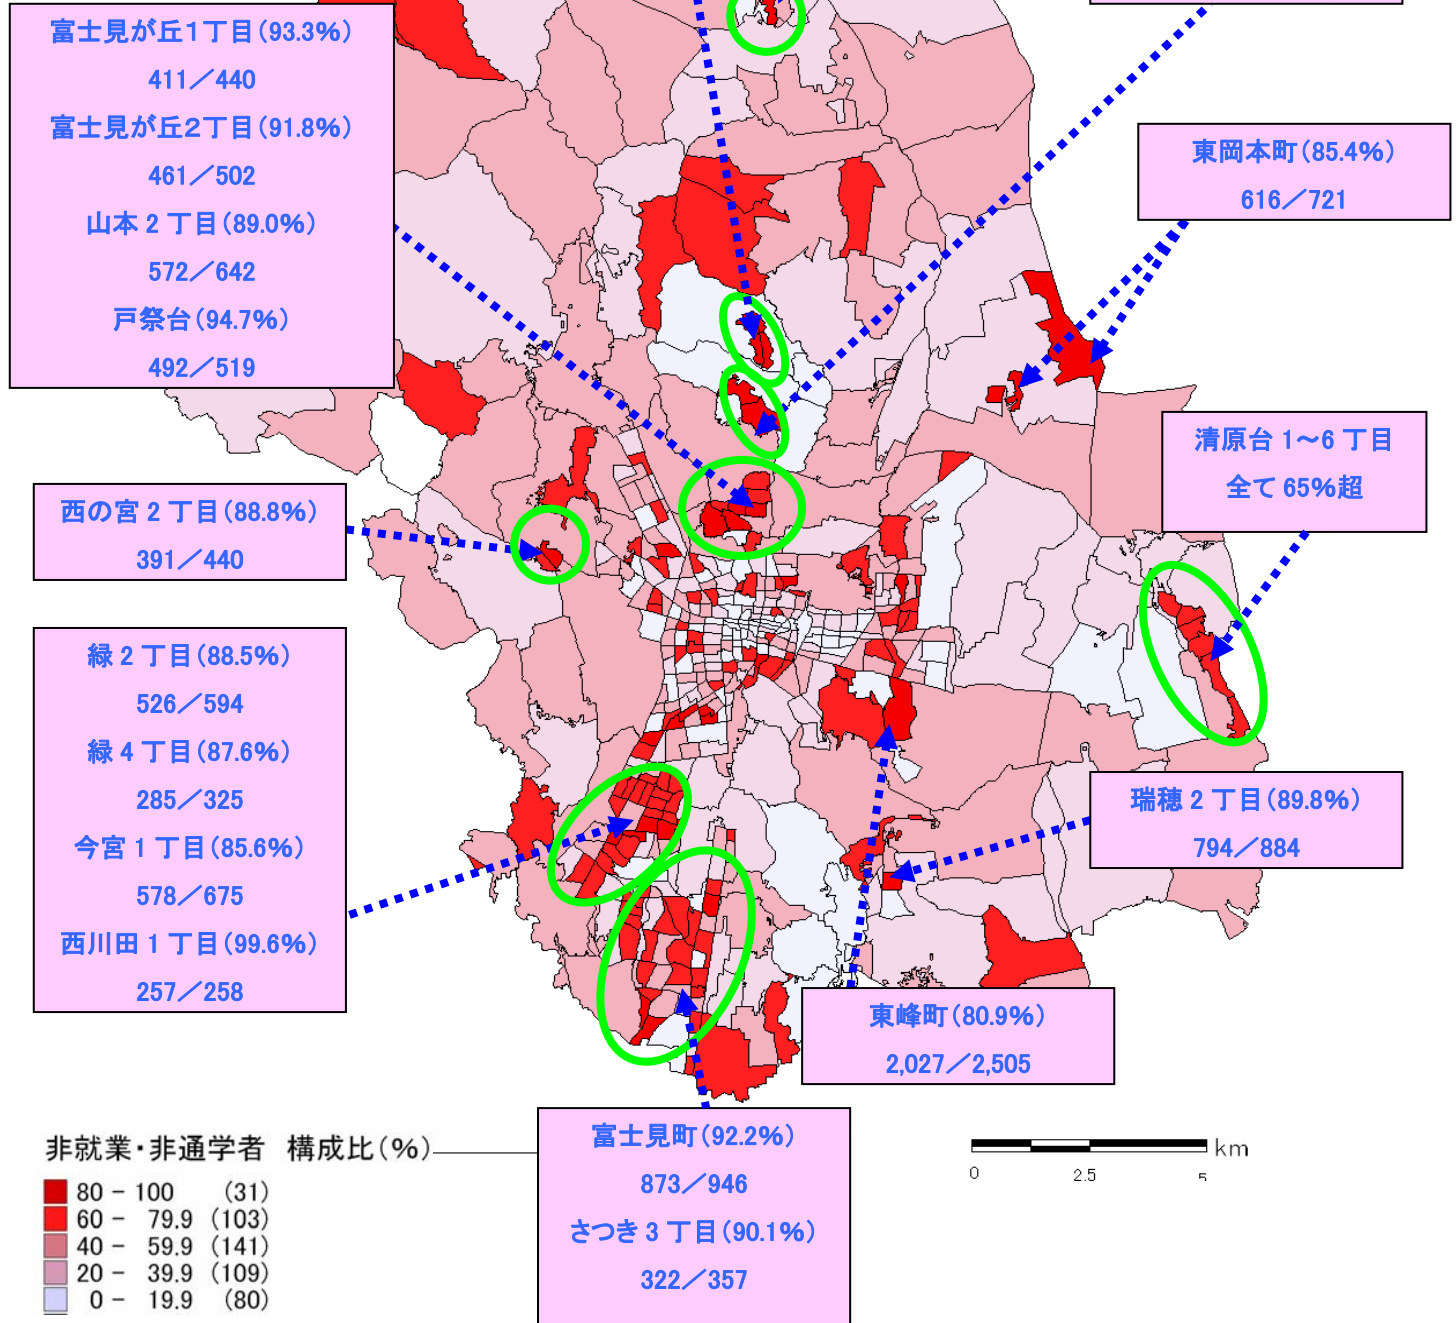 富士見が丘1丁目(93.3%)
411/440
富士見が丘2丁目(91.8%)
461/502
山本 2 丁目(89.0%)
572/642
戸祭台(94.7%)
492/519
東岡本町(85.4%)
616/721
清原台 1～6 丁目
全て 65%超
西の宮 2 丁目(88.8%)
391/440
緑 2 丁目(88.5%)
526/594
緑 4 丁目(87.6%)
285/325
今宮 1 丁目(85.6%)
578/675
西川田 1 丁目(99.6%)
257/258
瑞穂 2 丁目(89.8%)
794/884
東峰町(80.9%)
2,027/2,505
富士見町(92.2%)
873/946
さつき 3 丁目(90.1%)
322/357
非就業・非通学者 構成比(%)
80 - 100 (31)
60 - 79.9 (103)
40 - 59.9 (141)
20 - 39.9 (109)
0 - 19.9 (80)
km
0 2.5 5